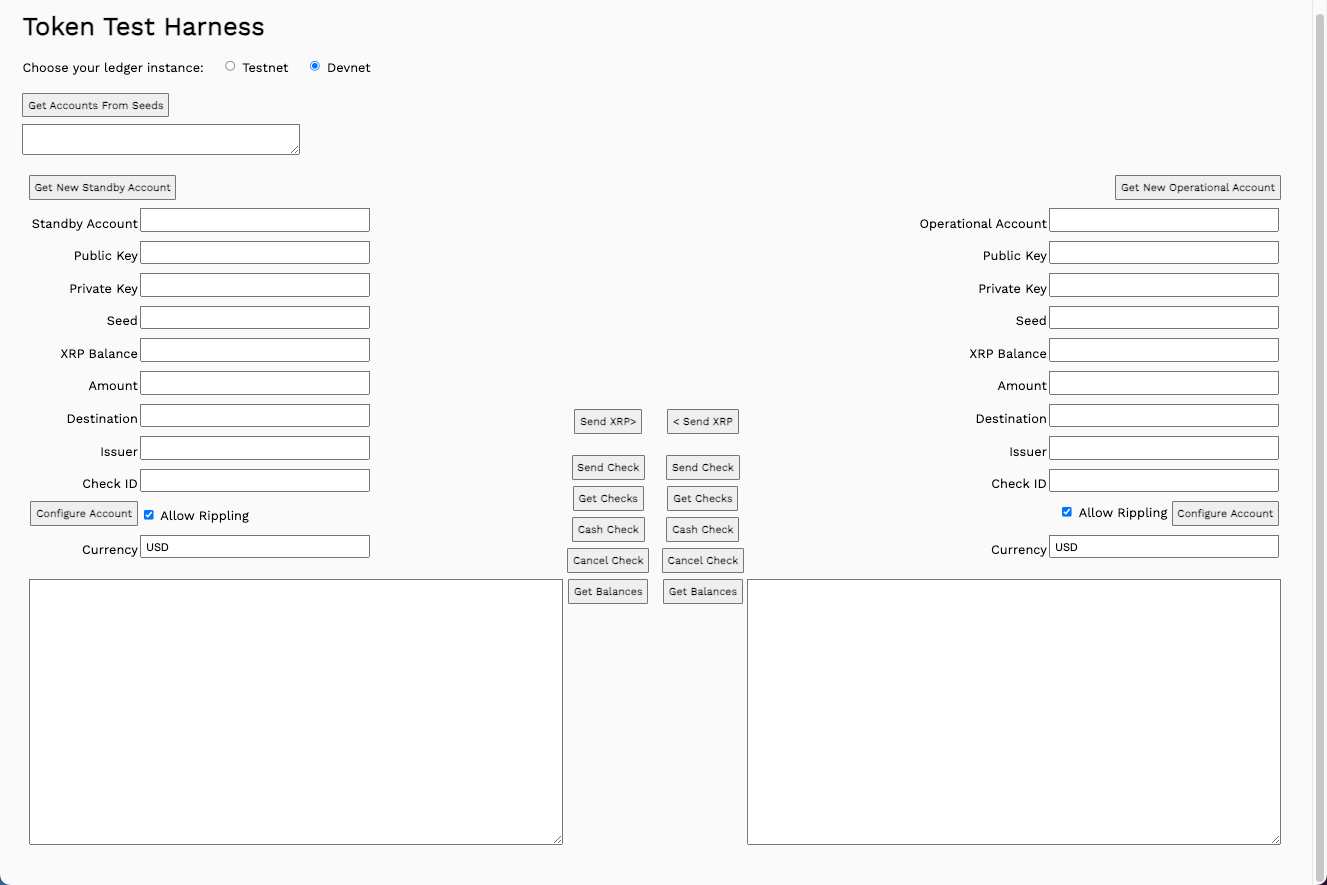 Token Test Harness
Choose your ledger instance: Testnet Devnet
Get Accounts From Seeds
Get New Standby Account
Standby Account
Public Key
Private Key
Seed
XRP Balance
Amount
Destination
Issuer
Check ID
Configure Account Allow Rippling
Currency USD
Send XRP> < Send XRP
Send Check Send Check
Get Checks Get Checks
Cash Check Cash Check
Cancel Check Cancel Check
Get Balances Get Balances
Get New Operational Account
Operational Account
Public Key
Private Key
Seed
XRP Balance
Amount
Destination
Issuer
Check ID
Allow Rippling Configure Account
Currency USD